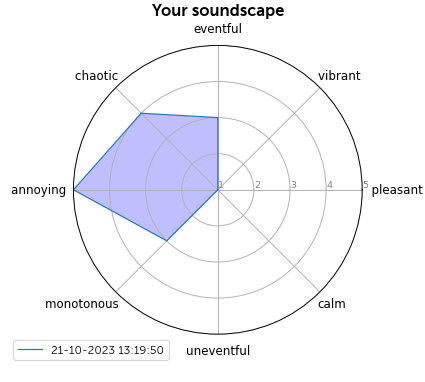 Your soundscape
eventful
chaotic
vibrant
annoying
1 2 3 4 5
pleasant
monotonous
calm
uneventful
21-10-2023 13:19:50